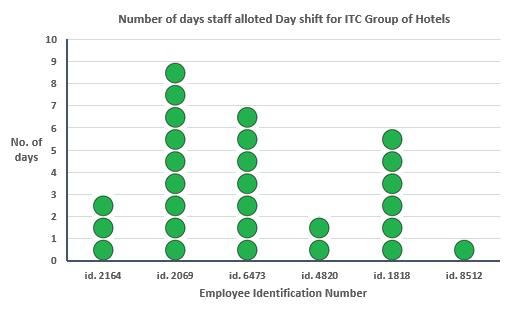 Number of days staff alloted Day shift for ITC Group of Hotels
10
9
8
7
6
5
4
3
2
1
0
No. of
days
id. 2164 id. 2069 id. 6473 id. 4820 id. 1818 id. 8512
Employee Identification Number